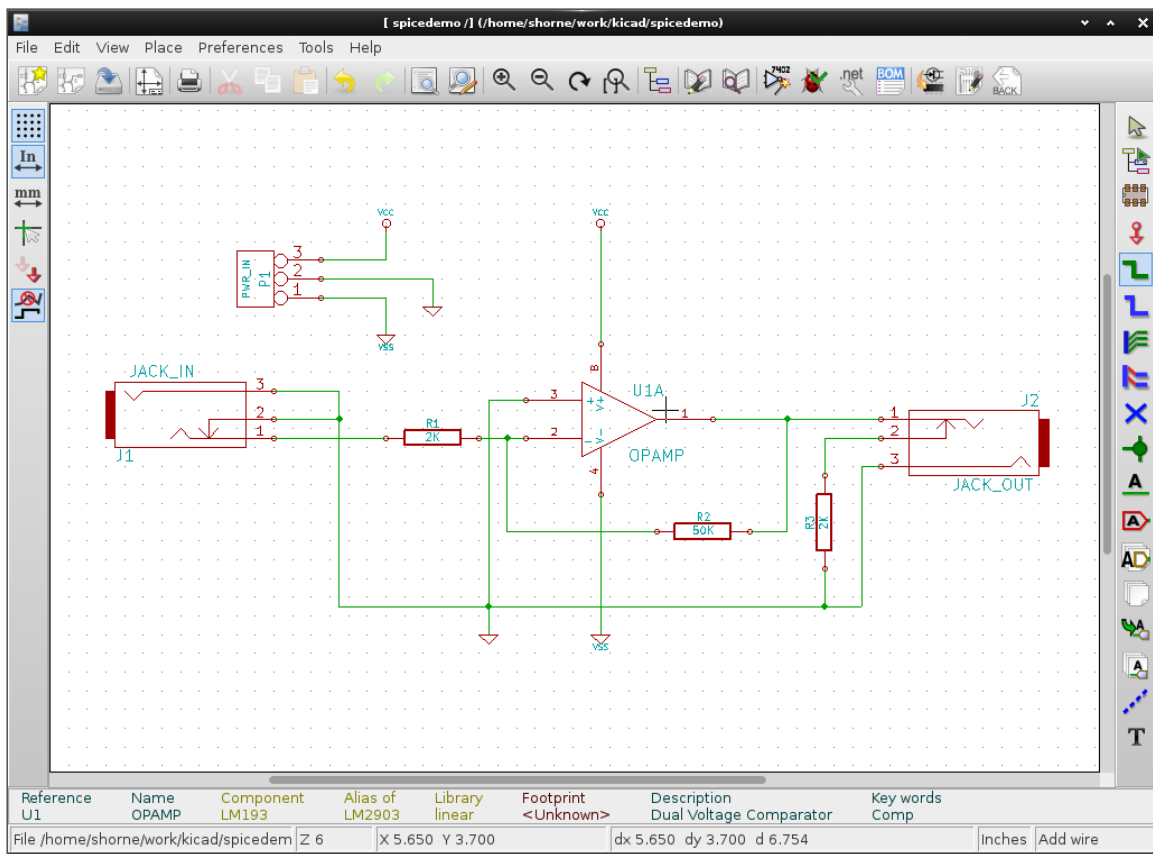 [ spicedemo /] (/home/shorne/work/kicad/spicedemo)
File Edit View Place Preferences Tools Help
7402
.net
BOM
BACK
In
mm
VCC
VCC
PWR_IN
P1
3
2
1
VSS
JACK_IN
3
2
1
J1
R1
2K
8
U1A
3
+
V+
1
2
-
V-
4
OPAMP
J2
1
2
3
JACK_OUT
R2
50K
R3
2K
VSS
A
A
A
A
A
T
Reference Name Component Alias of Library Footprint Description Key words
U1 OPAMP LM193 LM2903 linear <Unknown> Dual Voltage Comparator Comp
File /home/shorne/work/kicad/spicedem Z 6 X 5.650 Y 3.700 dx 5.650 dy 3.700 d 6.754 Inches Add wire